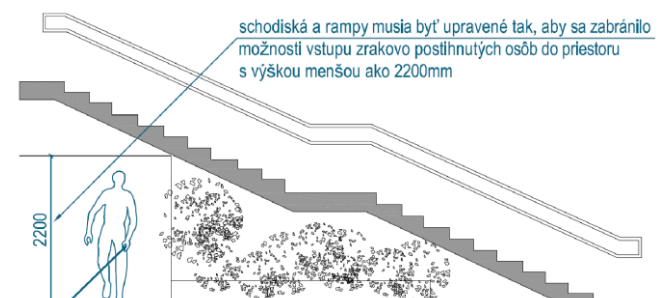 schodiská a rampy musia byť upravené tak, aby sa zabránilo
možnosti vstupu zrakovo postihnutých osôb do priestoru
s výškou menšou ako 2200mm
2200